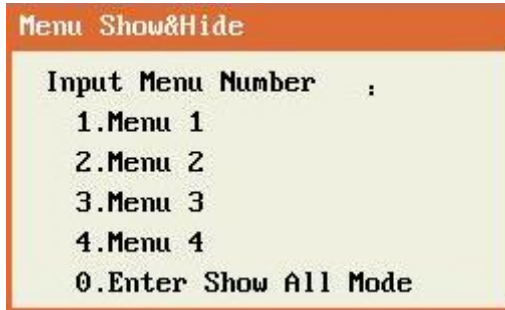 Menu Show&Hide
Input Menu Number :
1.Menu 1
2.Menu 2
3.Menu 3
4.Menu 4
0.Enter Show All Mode